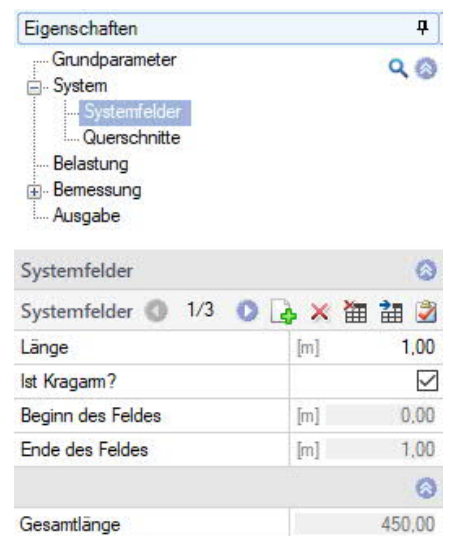 Eigenschaften
Grundparameter
System
Systemfelder
Querschnitte
Belastung
Bemessung
Ausgabe
Systemfelder
Systemfelder 1/3
Länge [m] 1,00
Ist Kragarm?
Beginn des Feldes [m] 0,00
Ende des Feldes [m] 1,00
Gesamtlänge 450,00